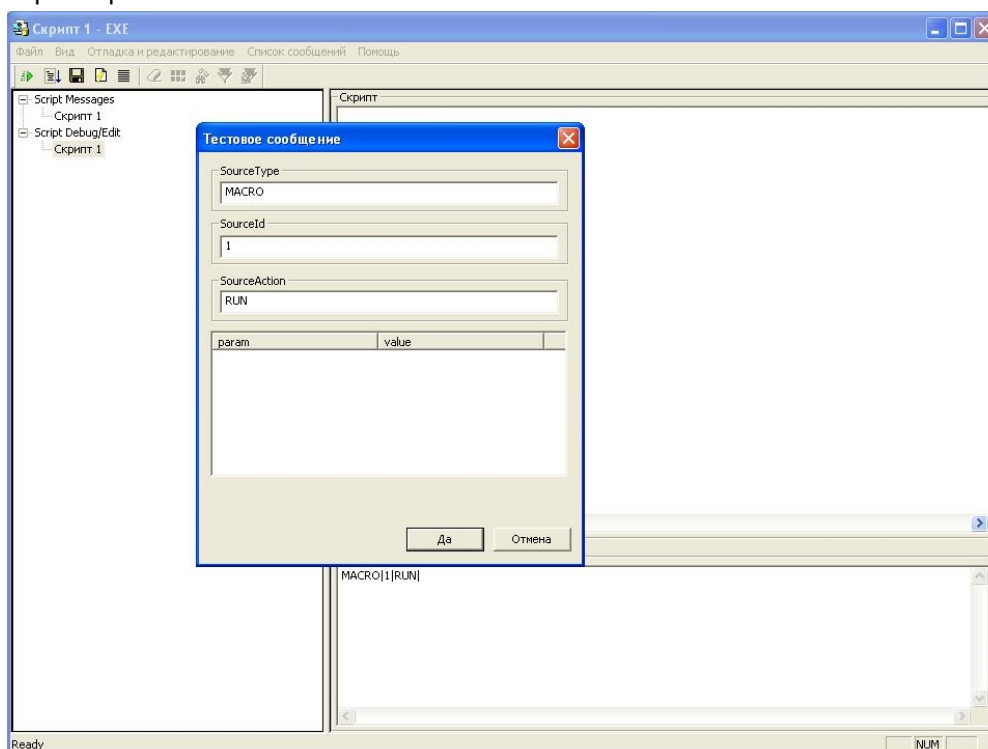 Скрипт 1 - EXE
Файл Вид Отладка и редактирование Список сообщений Помощь
Script Messages
Скрипт 1
Script Debug/Edit
Скрипт 1
Скрипт
Тестовое сообщение
SourceType
MACRO
SourceId
1
SourceAction
RUN
param value
Да Отмена
MACRO|1|RUN|
Ready NUM